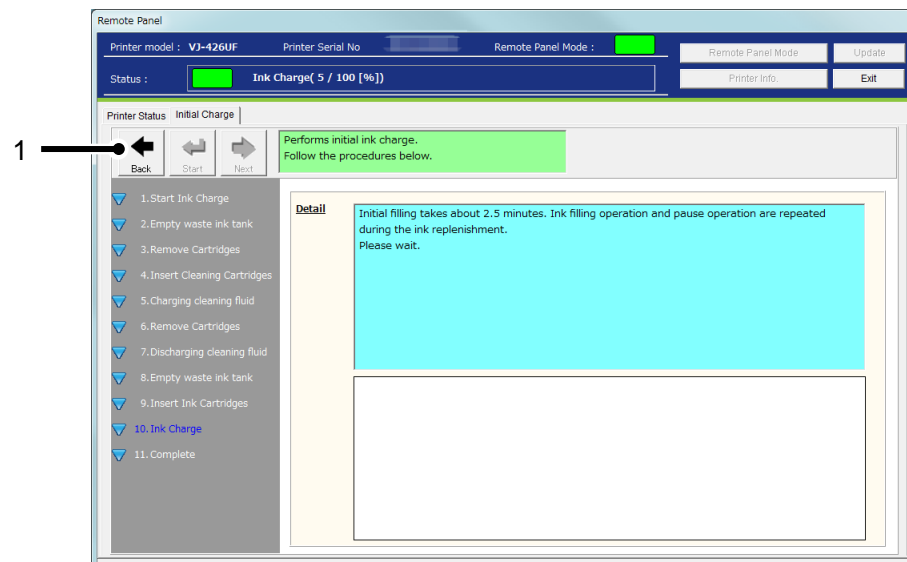 Remote Panel
Printer model : VJ-426UF Printer Serial No Remote Panel Mode :
Remote Panel Mode Update
Status : Ink Charge( 5 / 100 [%])
Printer Info. Exit
Printer Status Initial Charge
1
Back Start Next
Performs initial ink charge.
Follow the procedures below.
1.Start Ink Charge
2.Empty waste ink tank
3.Remove Cartridges
4.Insert Cleaning Cartridges
5.Charging cleaning fluid
6.Remove Cartridges
7.Discharging cleaning fluid
8.Empty waste ink tank
9.Insert Ink Cartridges
10.Ink Charge
11.Complete
Detail
Initial filling takes about 2.5 minutes. Ink filling operation and pause operation are repeated
during the ink replenishment.
Please wait.